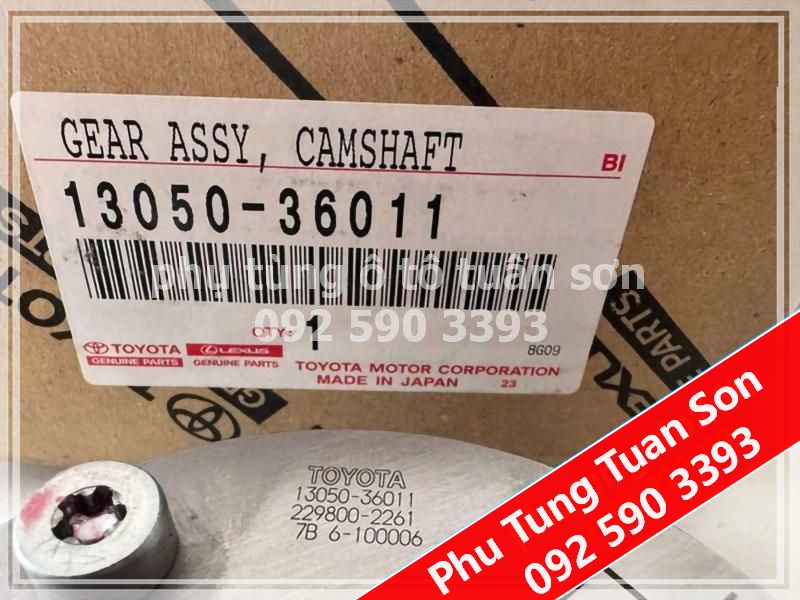 GEAR ASSY, CAMSHAFT
BI
13050-36011
phụ tùng ô tô tuấn sơn
092 590 3393
QTY: 1
8G09
TOYOTA
GENUINE PARTS
LEXUS
GENUINE PARTS
TOYOTA MOTOR CORPORATION
MADE IN JAPAN 23
TOYOTA
13050-36011
229800-2261
7B 6-100006
Phu Tung Tuan Son
092 590 3393